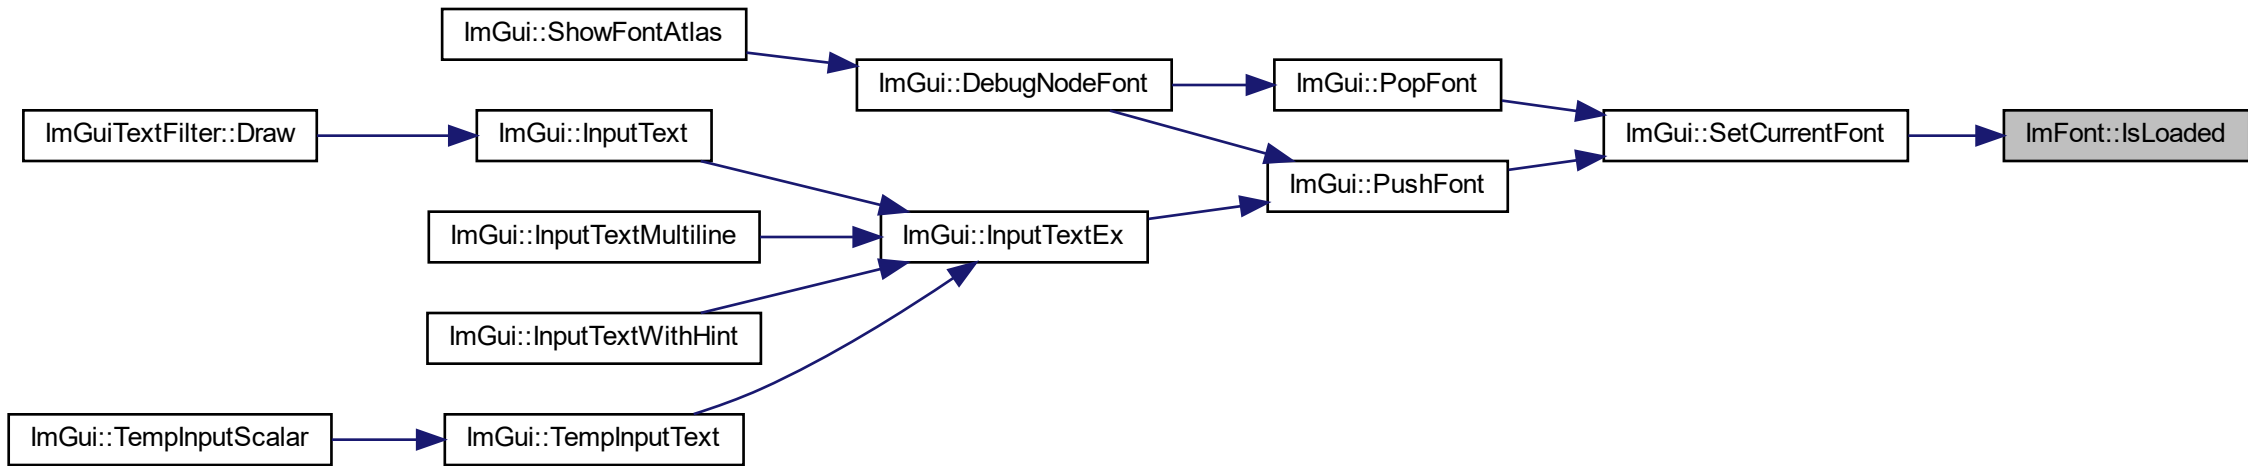 ImGui::ShowFontAtlas
ImGui::DebugNodeFont
ImGui::PopFont
ImGuiTextFilter::Draw
ImGui::InputText
ImGui::SetCurrentFont
ImFont::IsLoaded
ImGui::PushFont
ImGui::InputTextMultiline
ImGui::InputTextEx
ImGui::InputTextWithHint
ImGui::TempInputScalar
ImGui::TempInputText